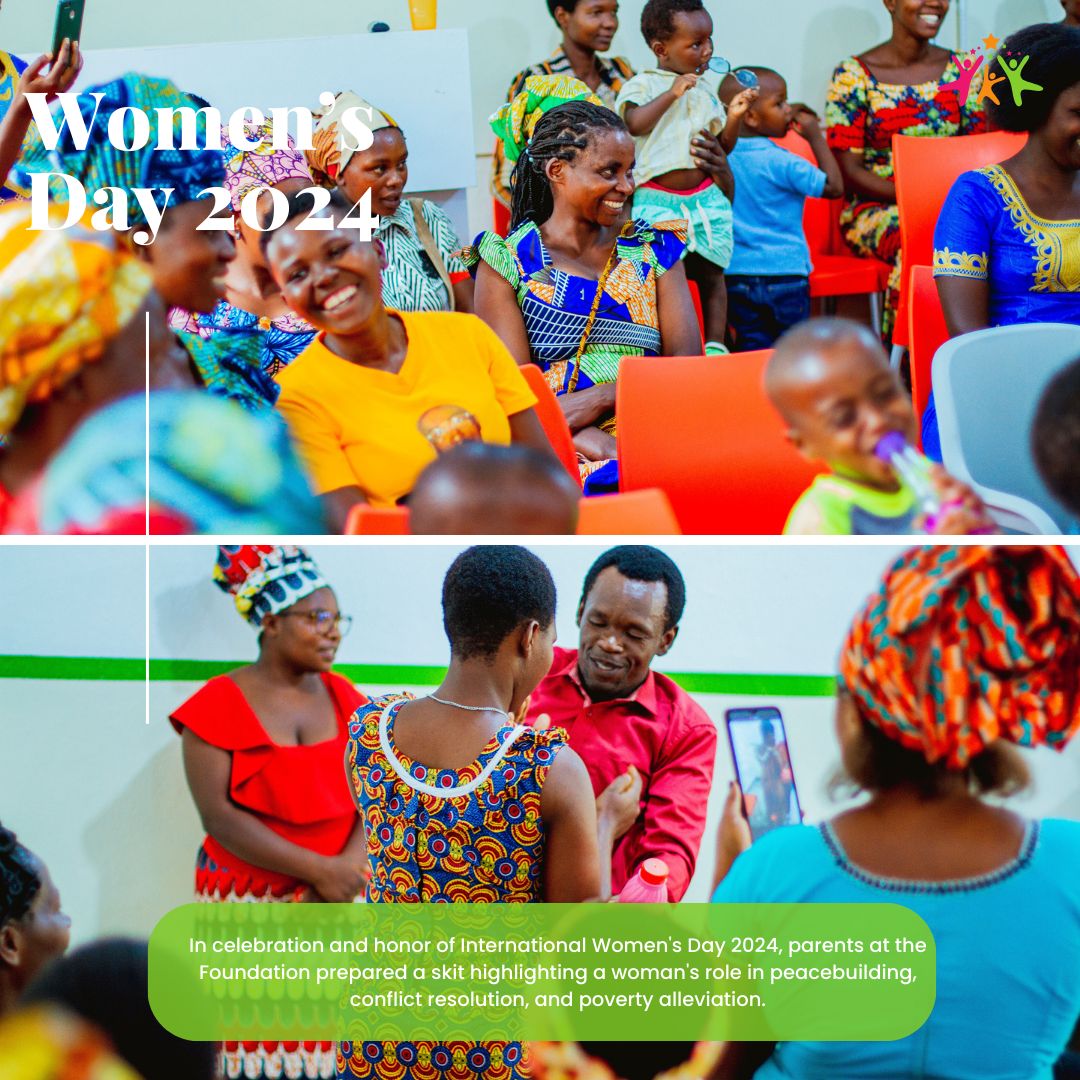 Women's
Day 2024
In celebration and honor of International Women's Day 2024, parents at the
Foundation prepared a skit highlighting a woman's role in peacebuilding,
conflict resolution, and poverty alleviation.